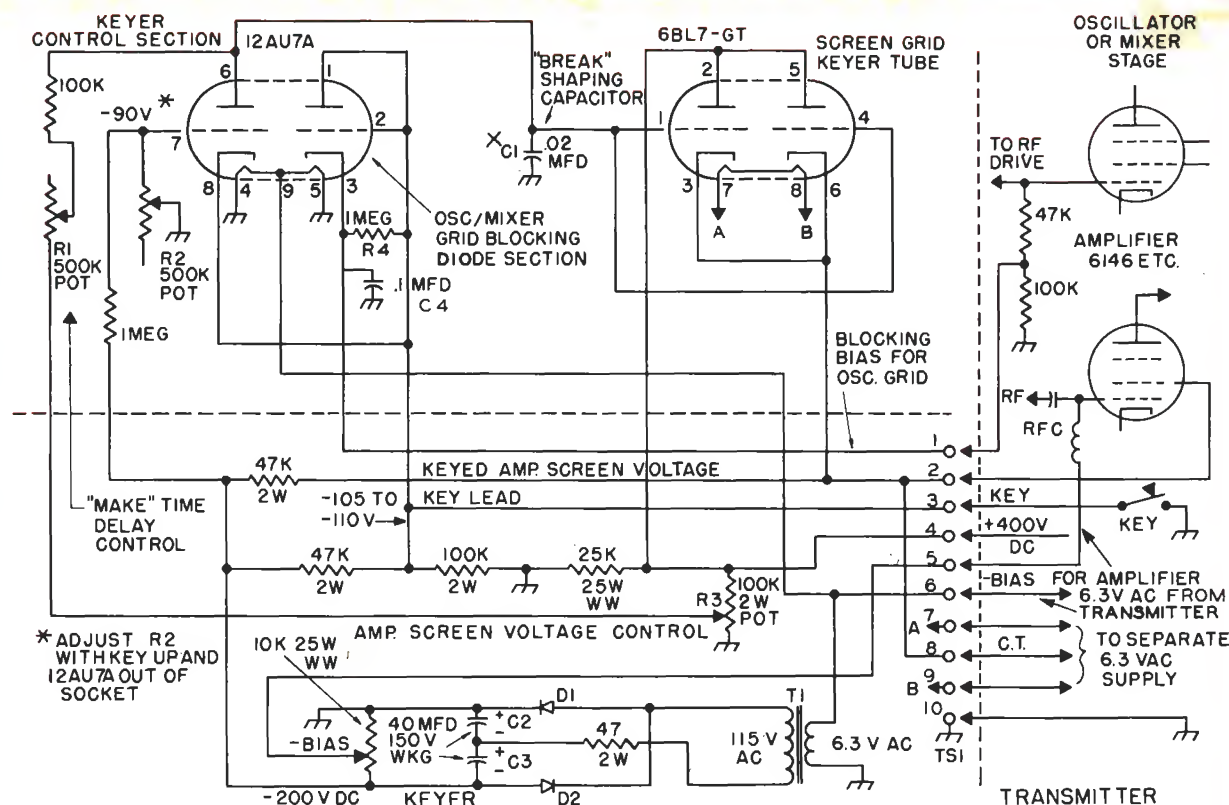 KEYER
CONTROL SECTION
12AU7A
6
1
100K
-90V *
7
2
8
4
9
5
3
1MEG
R4
R1
500K
POT
R2
500K
POT
OSC/MIXER
GRID BLOCKING
DIODE SECTION
.1MFD
C4
1MEG
"BREAK"
SHAPING
CAPACITOR
X
C1
.02
MFD
6BL7-GT
SCREEN GRID
KEYER TUBE
2
5
1
4
3
7
8
6
A
B
OSCILLATOR
OR MIXER
STAGE
TO RF
DRIVE
47K
AMPLIFIER
6146 ETC.
100K
BLOCKING
BIAS FOR
OSC. GRID
RF
RFC
47K
2W
KEYED AMP. SCREEN VOLTAGE
"MAKE" TIME
DELAY
CONTROL
-105 TO
-110V
KEY LEAD
47K
2W
100K
2W
25K
25W
WW
R3
100K
2W
POT
AMP. SCREEN VOLTAGE CONTROL
* ADJUST R2
WITH KEY UP AND
12AU7A OUT OF
SOCKET
10K 25W
WW
-BIAS
40MFD
150V
WKG
+
-
C2
+
-
C3
D1
47
2W
D2
T1
115V
AC
6.3V AC
-200V DC
KEYER
1
2
3
KEY
KEY
4
+400V
DC
5
6
-BIAS
FOR AMPLIFIER
6.3V AC FROM
TRANSMITTER
A
7
8
C.T.
TO SEPARATE
6.3 VAC
SUPPLY
B
9
10
TS1
TRANSMITTER